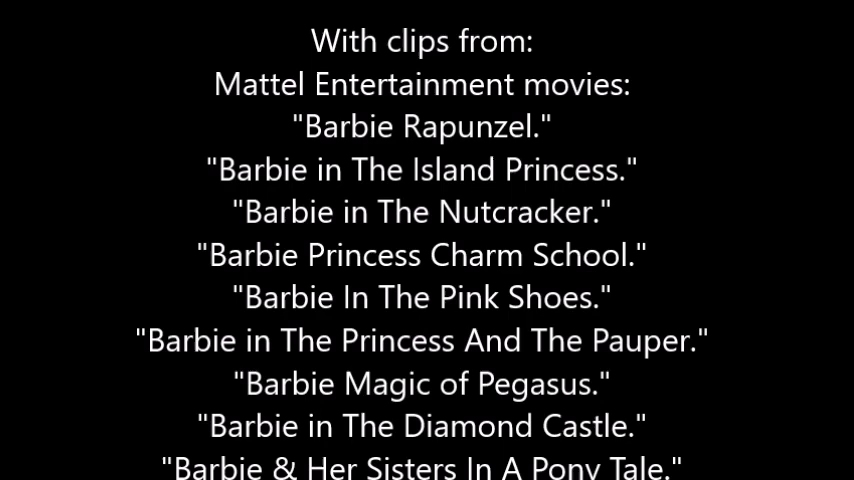 With clips from:
Mattel Entertainment movies:
"Barbie Rapunzel."
"Barbie in The Island Princess."
"Barbie in The Nutcracker."
"Barbie Princess Charm School."
"Barbie In The Pink Shoes."
"Barbie in The Princess And The Pauper."
"Barbie Magic of Pegasus."
"Barbie in The Diamond Castle."
"Barbie & Her Sisters In A Pony Tale."